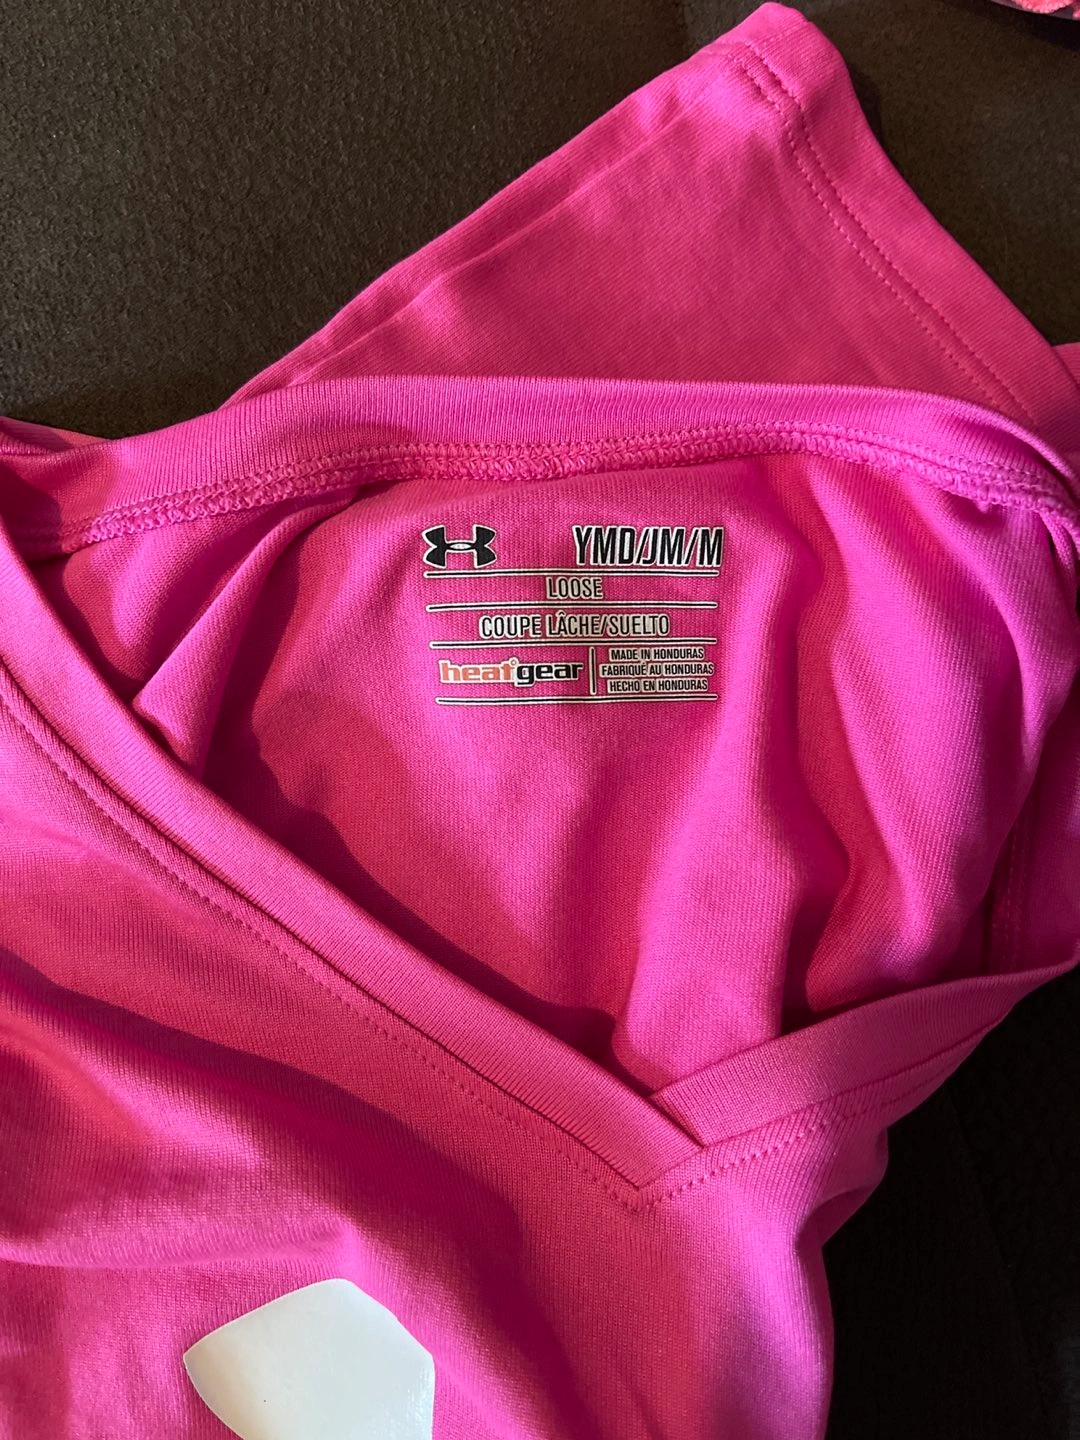 YMD/JM/M
LOOSE
COUPE LÂCHE/SUELTO
heatgear
MADE IN HONDURAS
FABRIQUÉ AU HONDURAS
HECHO EN HONDURAS